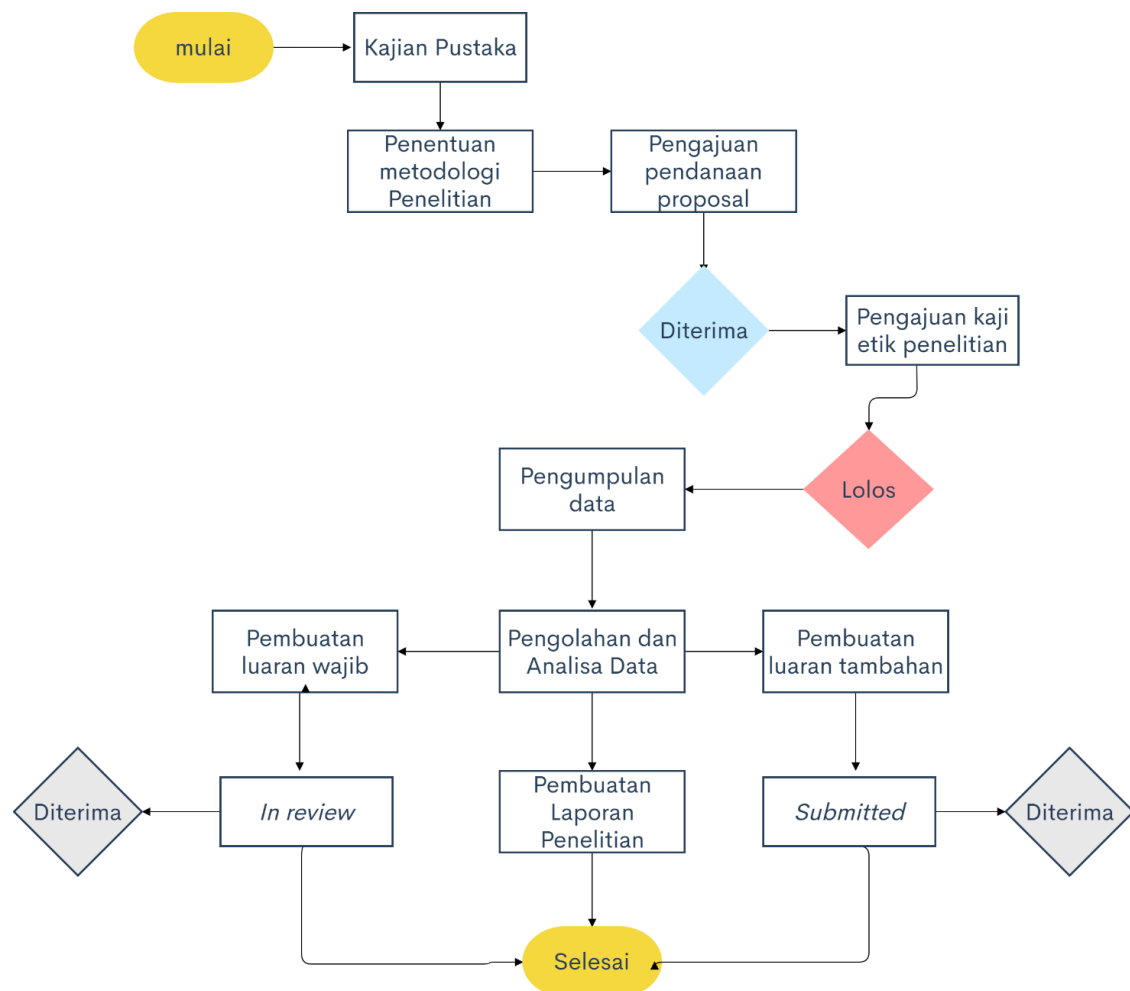 mulai
Kajian Pustaka
Penentuan
metodologi
Penelitian
Pengajuan
pendanaan
proposal
Diterima
Pengajuan kaji
etik penelitian
Lolos
Pengumpulan
data
Pembuatan
luaran wajib
Pengolahan dan
Analisa Data
Pembuatan
luaran tambahan
Diterima
In review
Pembuatan
Laporan
Penelitian
Submitted
Diterima
Selesai